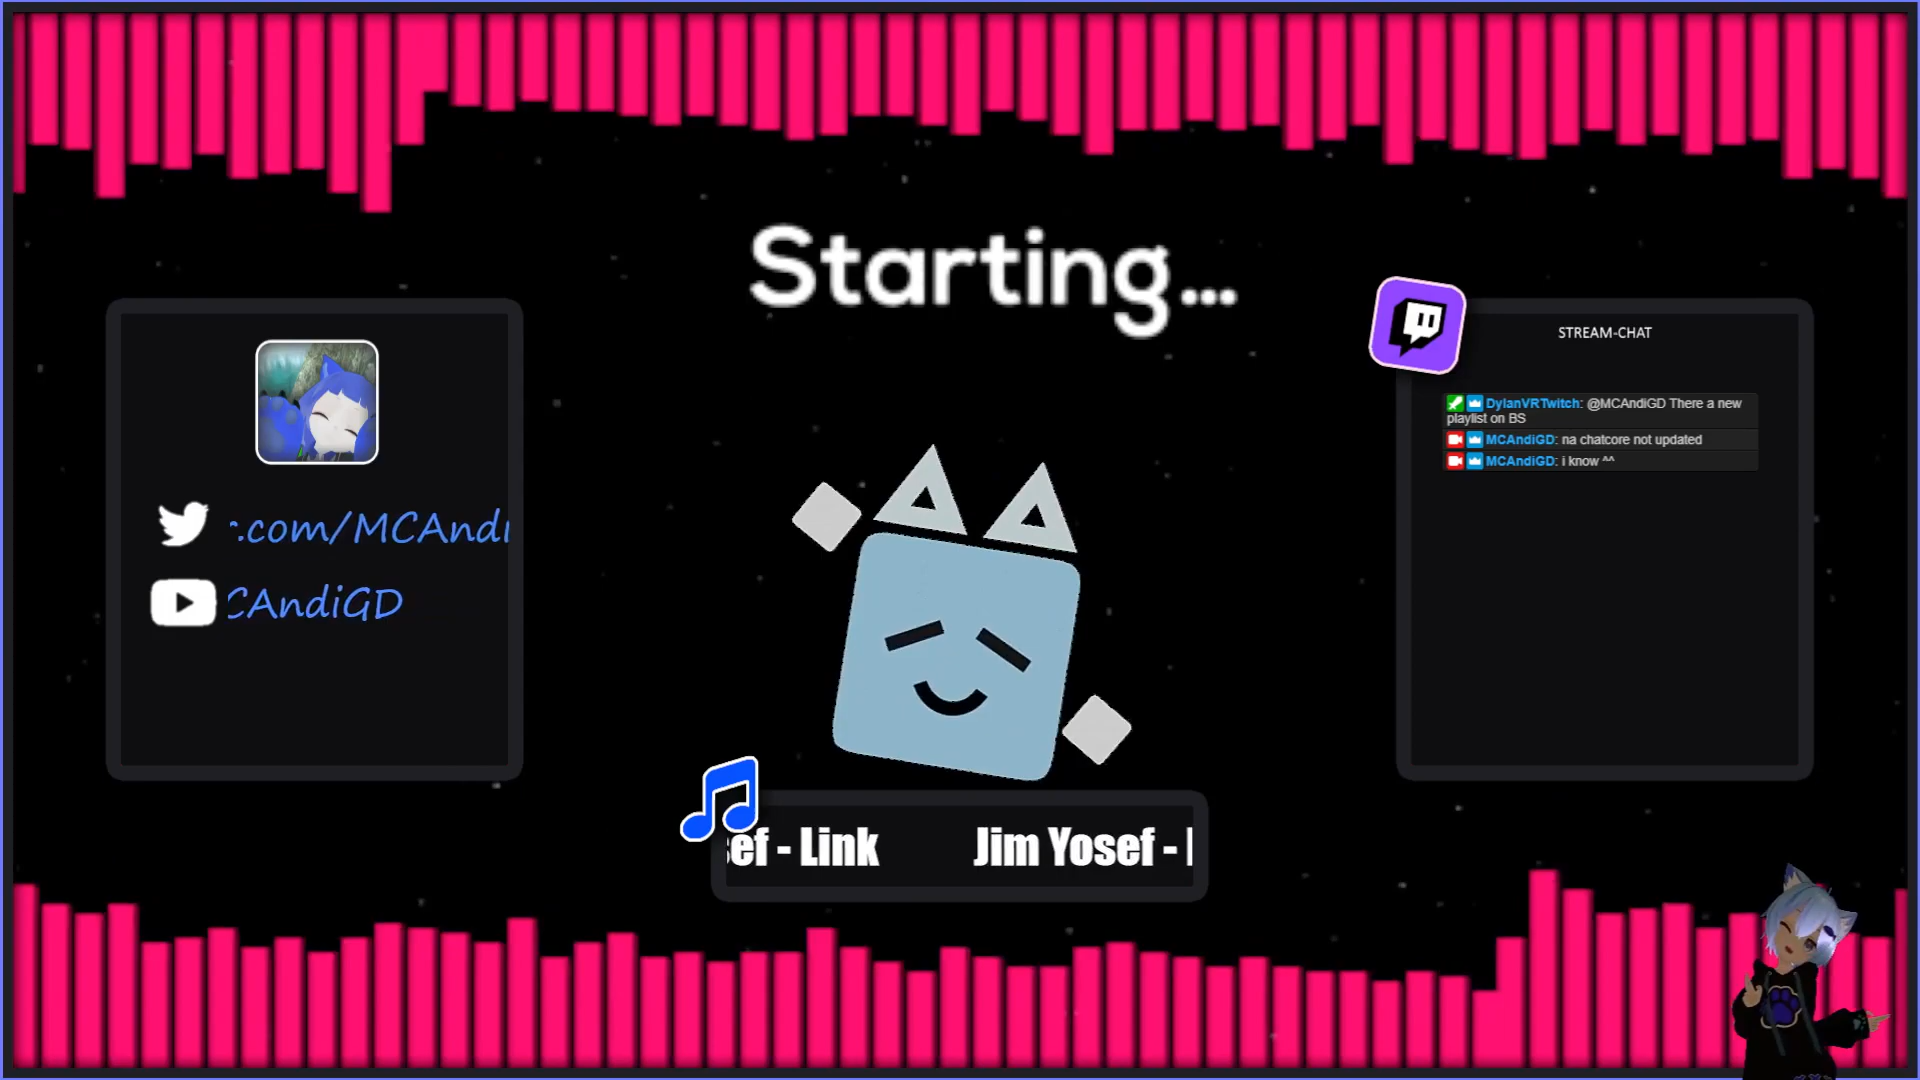 Starting...
STREAM-CHAT
DylanVRTwitch: @MCAndiGD There a new
playlist on BS
MCAndiGD: na chatcore not updated
MCAndiGD: i know ^^
.com/MCAndi
CAndiGD
sef - Link Jim Yosef -